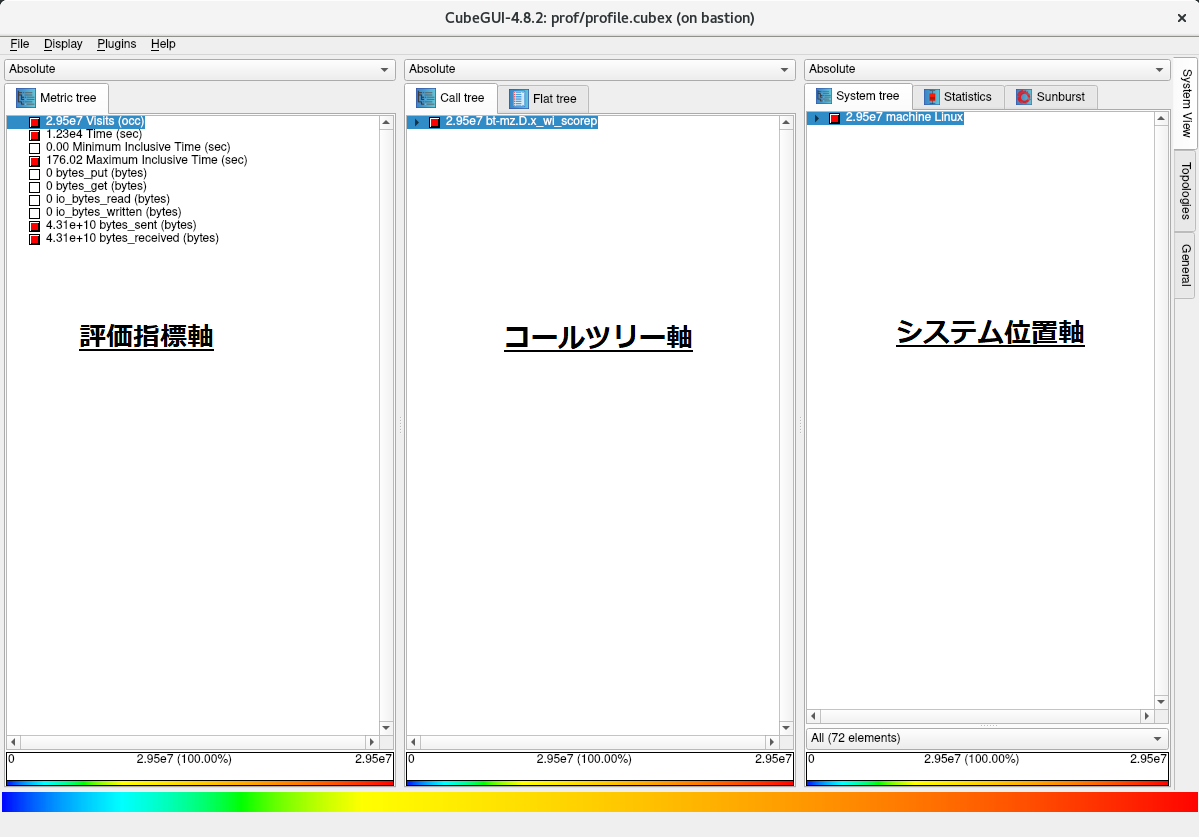 CubeGUI-4.8.2: prof/profile.cubex (on bastion)
File Display Plugins Help
Absolute
Metric tree
2.95e7 Visits (occ)
1.23e4 Time (sec)
0.00 Minimum Inclusive Time (sec)
176.02 Maximum Inclusive Time (sec)
0 bytes_put (bytes)
0 bytes_get (bytes)
0 io_bytes_read (bytes)
0 io_bytes_written (bytes)
4.31e+10 bytes_sent (bytes)
4.31e+10 bytes_received (bytes)
評価指標軸
0 2.95e7 (100.00%) 2.95e7
Absolute
Call tree Flat tree
2.95e7 bt-mz.D.x_wi_scorep
コールツリー軸
0 2.95e7 (100.00%) 2.95e7
Absolute
System tree Statistics Sunburst
2.95e7 machine Linux
システム位置軸
All (72 elements)
0 2.95e7 (100.00%) 2.95e7
System View
Topologies
General